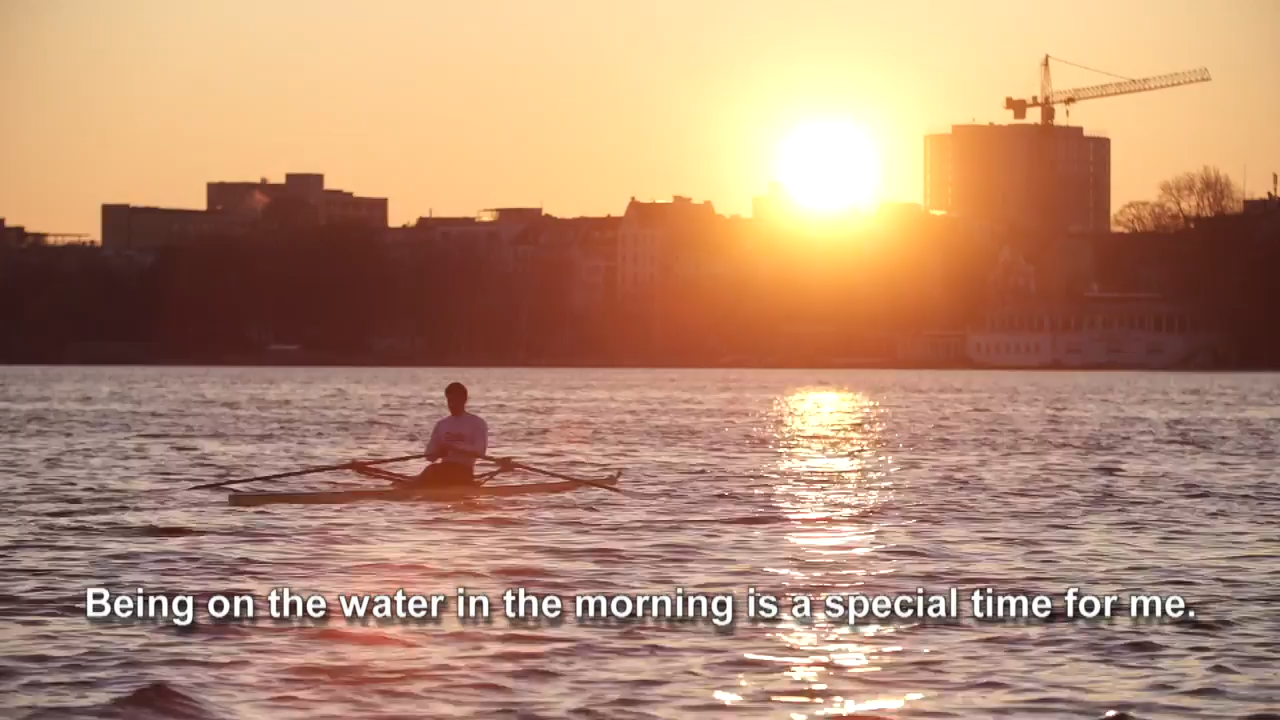 Being on the water in the morning is a special time for me.